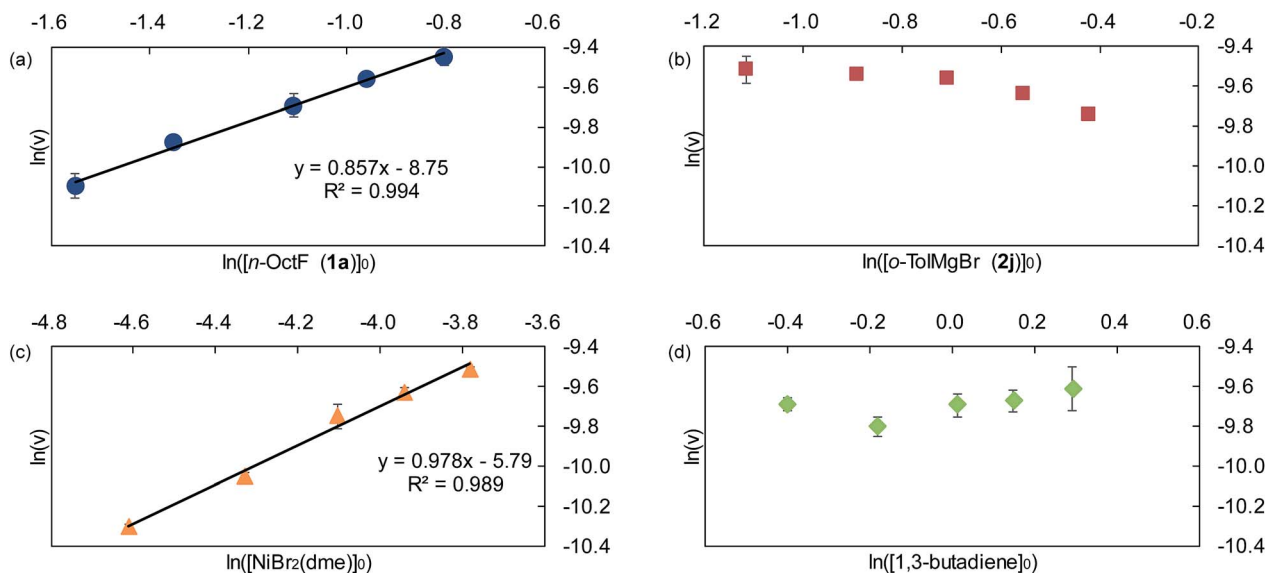 -1.6 -1.4 -1.2 -1.0 -0.8 -0.6
(a)
-9.4
-9.6
-9.8
-10.0
-10.2
-10.4
ln(v)
y = 0.857x - 8.75
R² = 0.994
ln([n-OctF (1a)]₀)
-1.2 -1.0 -0.8 -0.6 -0.4 -0.2
(b)
-9.4
-9.6
-9.8
-10.0
-10.2
-10.4
ln(v)
ln([o-TolMgBr (2j)]₀)
-4.8 -4.6 -4.4 -4.2 -4.0 -3.8 -3.6
(c)
-9.4
-9.6
-9.8
-10.0
-10.2
-10.4
ln(v)
y = 0.978x - 5.79
R² = 0.989
ln([NiBr₂(dme)]₀)
-0.6 -0.4 -0.2 0.0 0.2 0.4 0.6
(d)
-9.4
-9.6
-9.8
-10.0
-10.2
-10.4
ln(v)
ln([1,3-butadiene]₀)